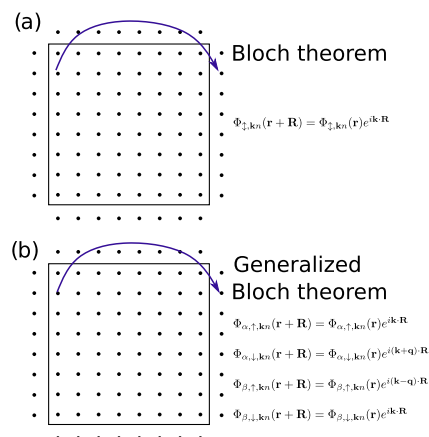 (a)
Bloch theorem
Φ↕,kn(r + R) = Φ↕,kn(r)e^{ik·R}
(b)
Generalized
Bloch theorem
Φα,↑,kn(r + R) = Φα,↑,kn(r)e^{ik·R}
Φα,↓,kn(r + R) = Φα,↓,kn(r)e^{i(k+q)·R}
Φβ,↑,kn(r + R) = Φβ,↑,kn(r)e^{i(k−q)·R}
Φβ,↓,kn(r + R) = Φβ,↓,kn(r)e^{ik·R}